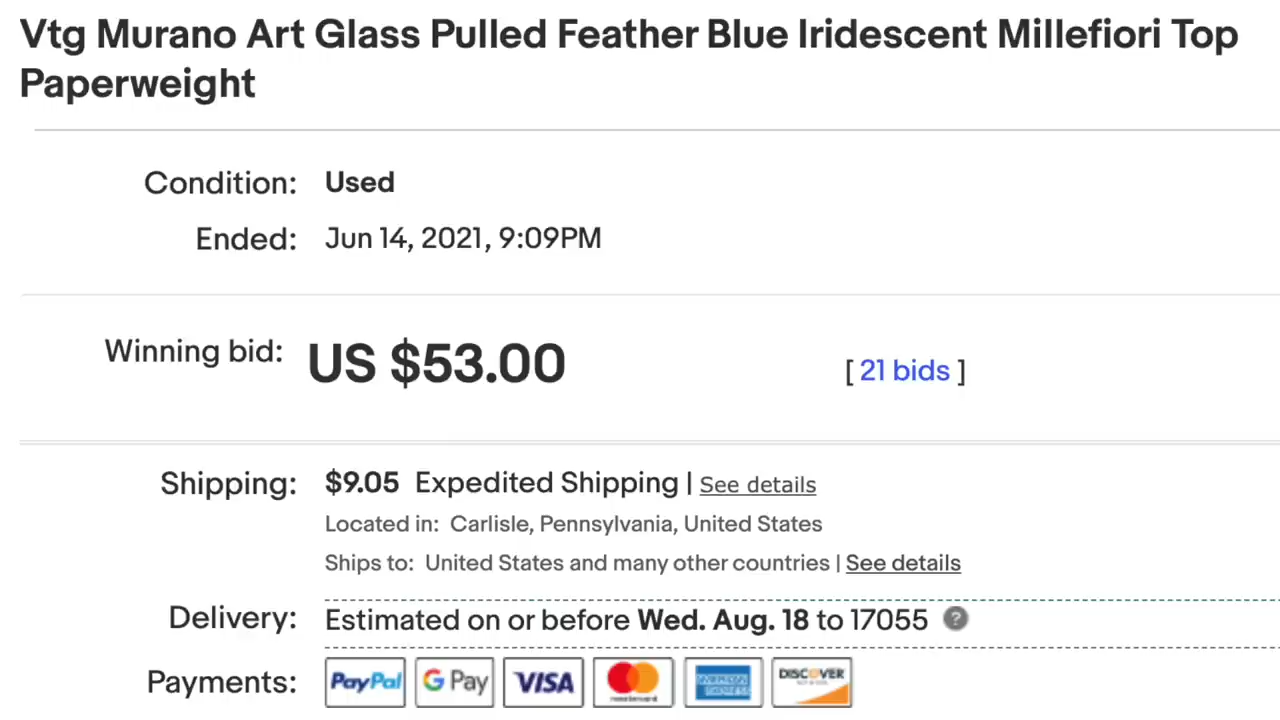 Vtg Murano Art Glass Pulled Feather Blue Iridescent Millefiori Top
Paperweight
Condition: Used
Ended: Jun 14, 2021, 9:09PM
Winning bid: US $53.00 [ 21 bids ]
Shipping: $9.05 Expedited Shipping | See details
Located in: Carlisle, Pennsylvania, United States
Ships to: United States and many other countries | See details
Delivery: Estimated on or before Wed. Aug. 18 to 17055 ?
Payments: PayPal G Pay VISA mastercard AMERICAN EXPRESS DISCOVER